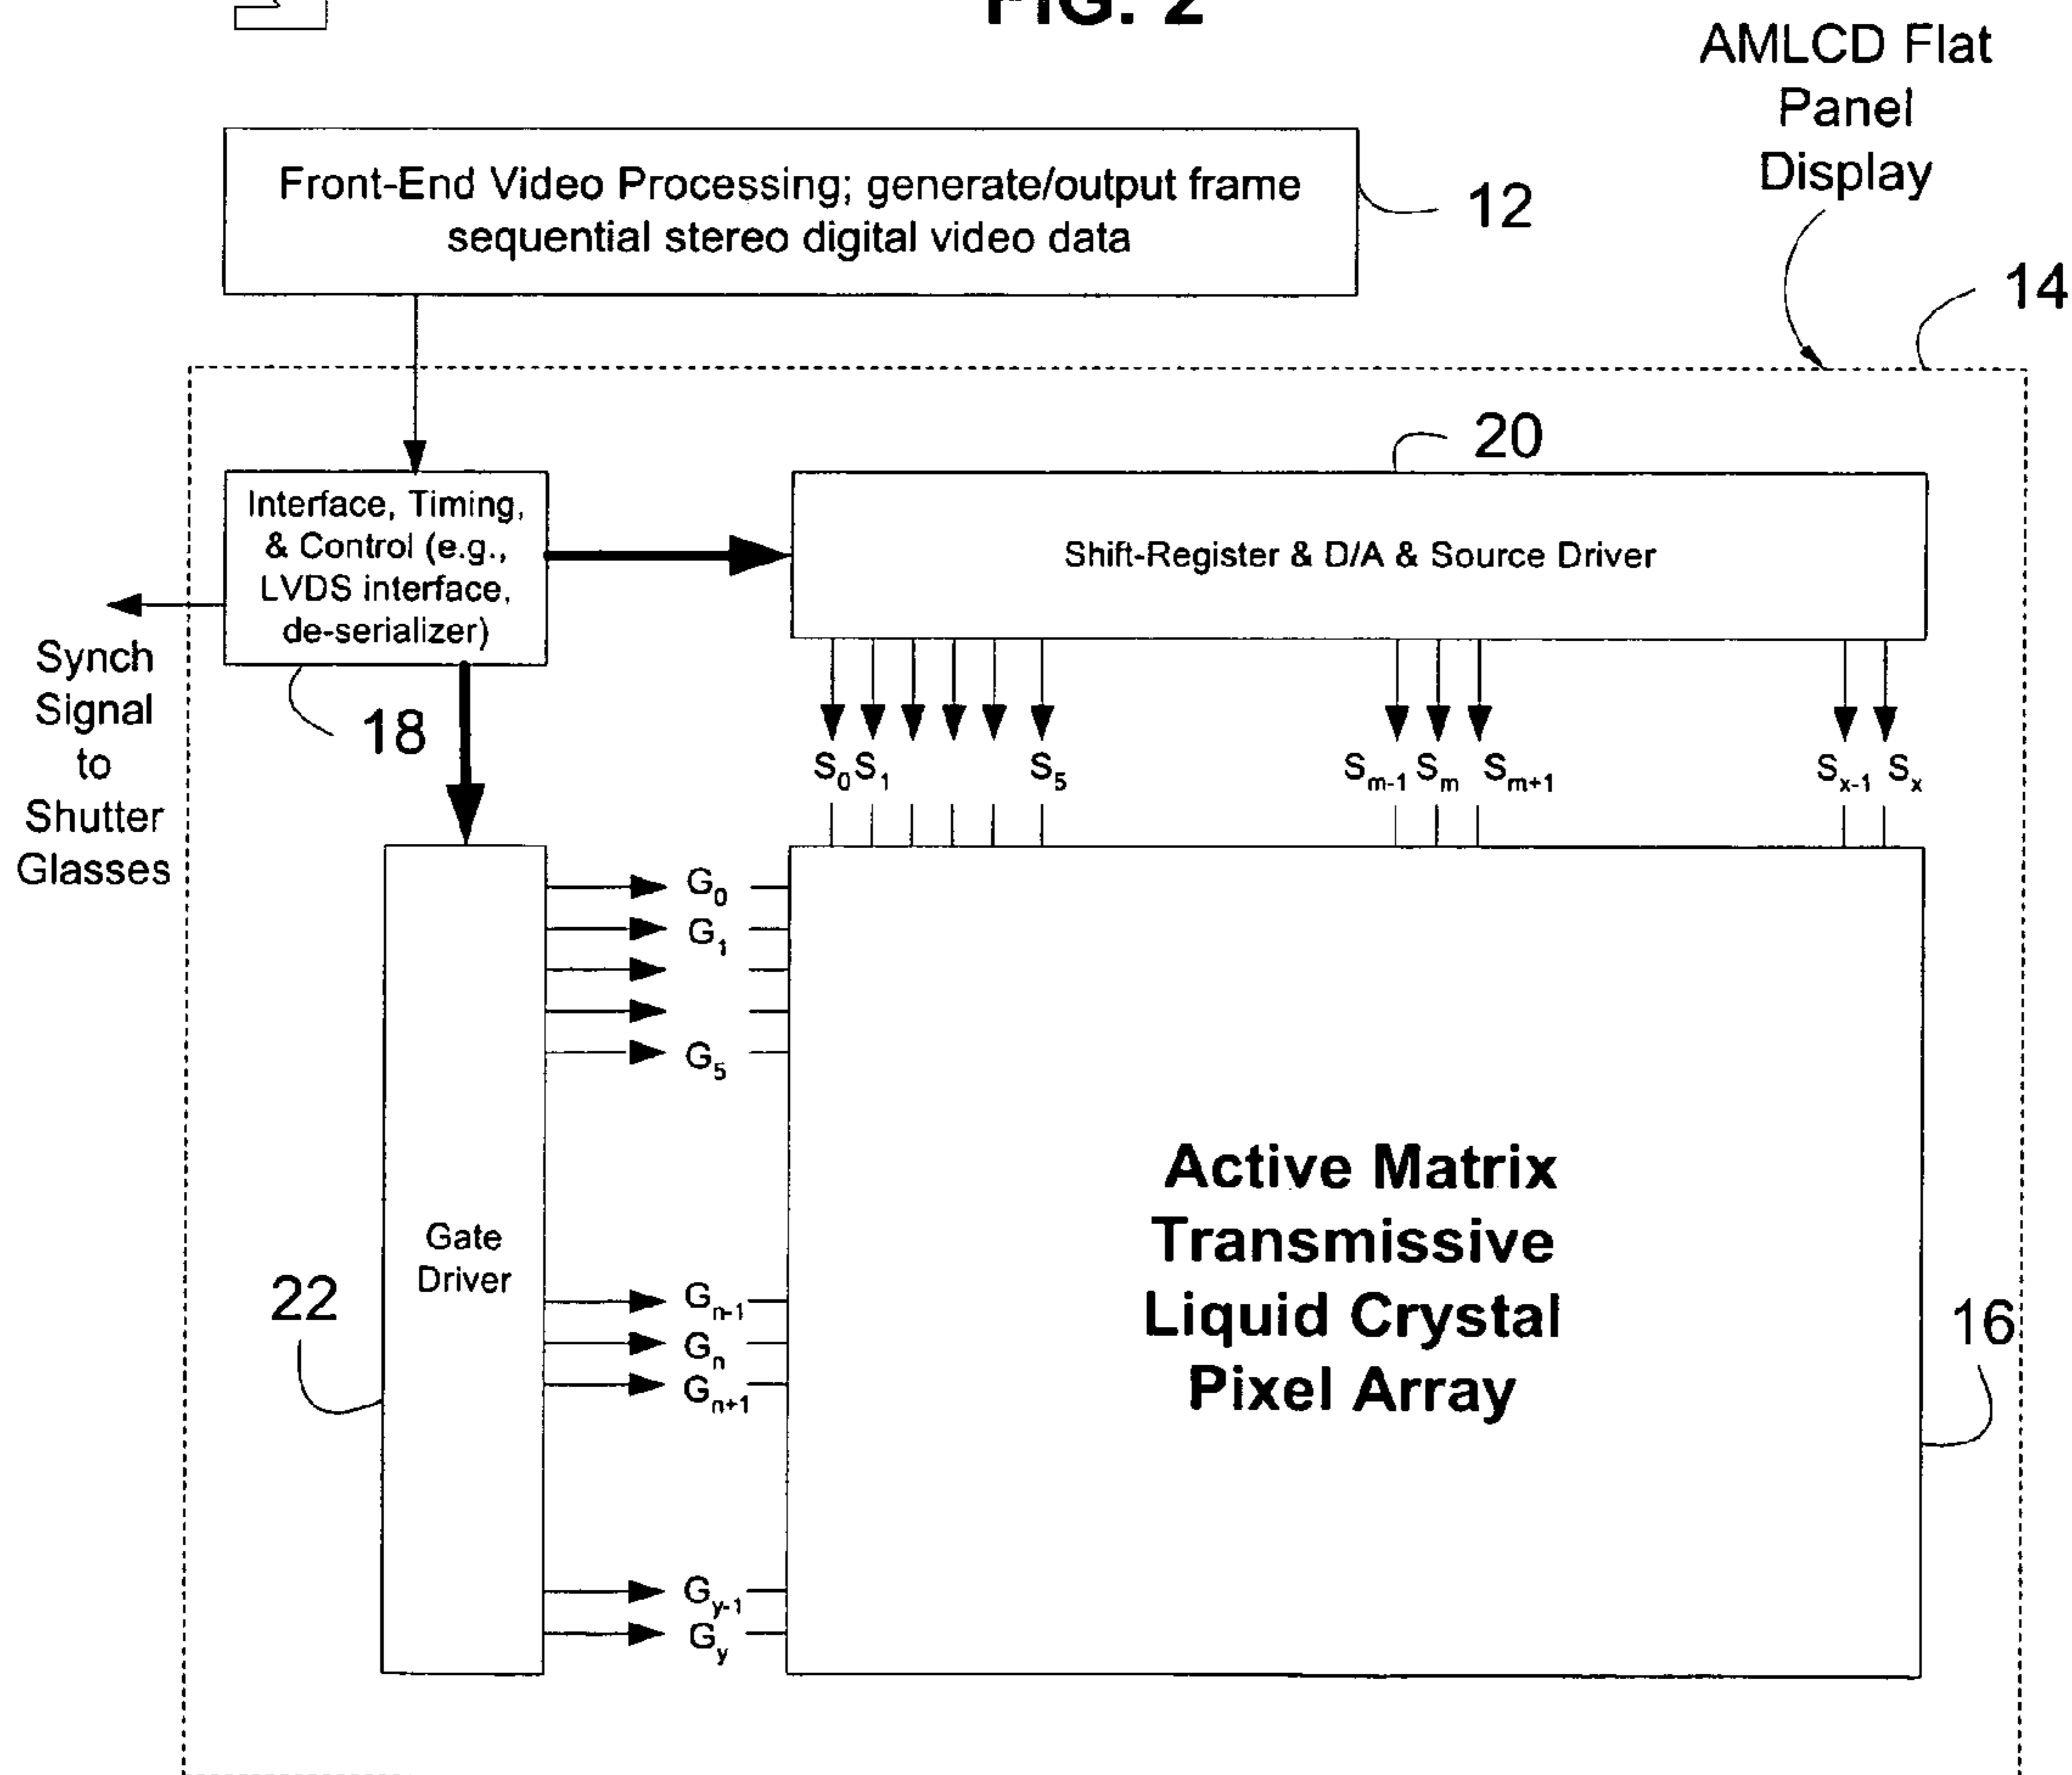 FIG. 2
AMLCD Flat
Panel
Display
Front-End Video Processing; generate/output frame
sequential stereo digital video data
12
14
20
Interface, Timing,
& Control (e.g.,
LVDS interface,
de-serializer)
Shift-Register & D/A & Source Driver
Synch
Signal
to
Shutter
Glasses
18
S0 S1 S5 Sm-1 Sm Sm+1 Sx-1 Sx
G0
G1
G5
Gate
Driver
22
Gn-1
Gn
Gn+1
Gy-1
Gy
Active Matrix
Transmissive
Liquid Crystal
Pixel Array
16